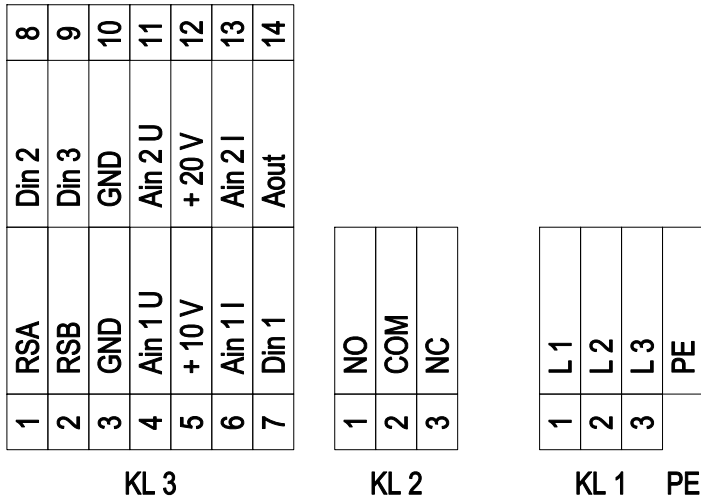 8 9 10 11 12 13 14
Din 2 Din 3 GND Ain 2 U + 20 V Ain 2 I Aout
RSA RSB GND Ain 1 U + 10 V Ain 1 I Din 1
1 2 3 4 5 6 7
KL 3
NO COM NC
1 2 3
KL 2
L 1 L 2 L 3 PE
1 2 3
KL 1 PE